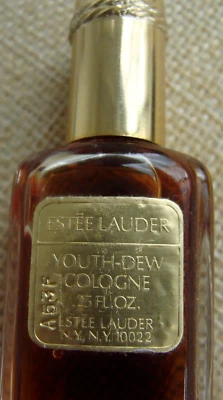 ESTEE LAUDER
YOUTH-DEW
COLOGNE
.25 FL.OZ.
ESTEE LAUDER
N.Y., N.Y. 10022